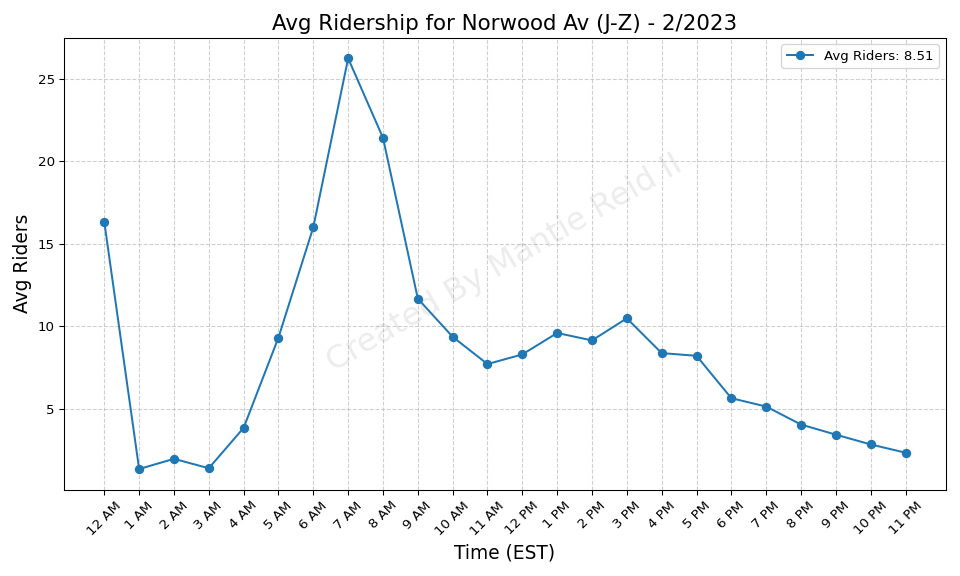 Avg Ridership for Norwood Av (J-Z) - 2/2023
Avg Riders: 8.51
Avg Riders
25
20
15
10
5
Created By Mantie Reid II
12 AM
1 AM
2 AM
3 AM
4 AM
5 AM
6 AM
7 AM
8 AM
9 AM
10 AM
11 AM
12 PM
1 PM
2 PM
3 PM
4 PM
5 PM
6 PM
7 PM
8 PM
9 PM
10 PM
11 PM
Time (EST)